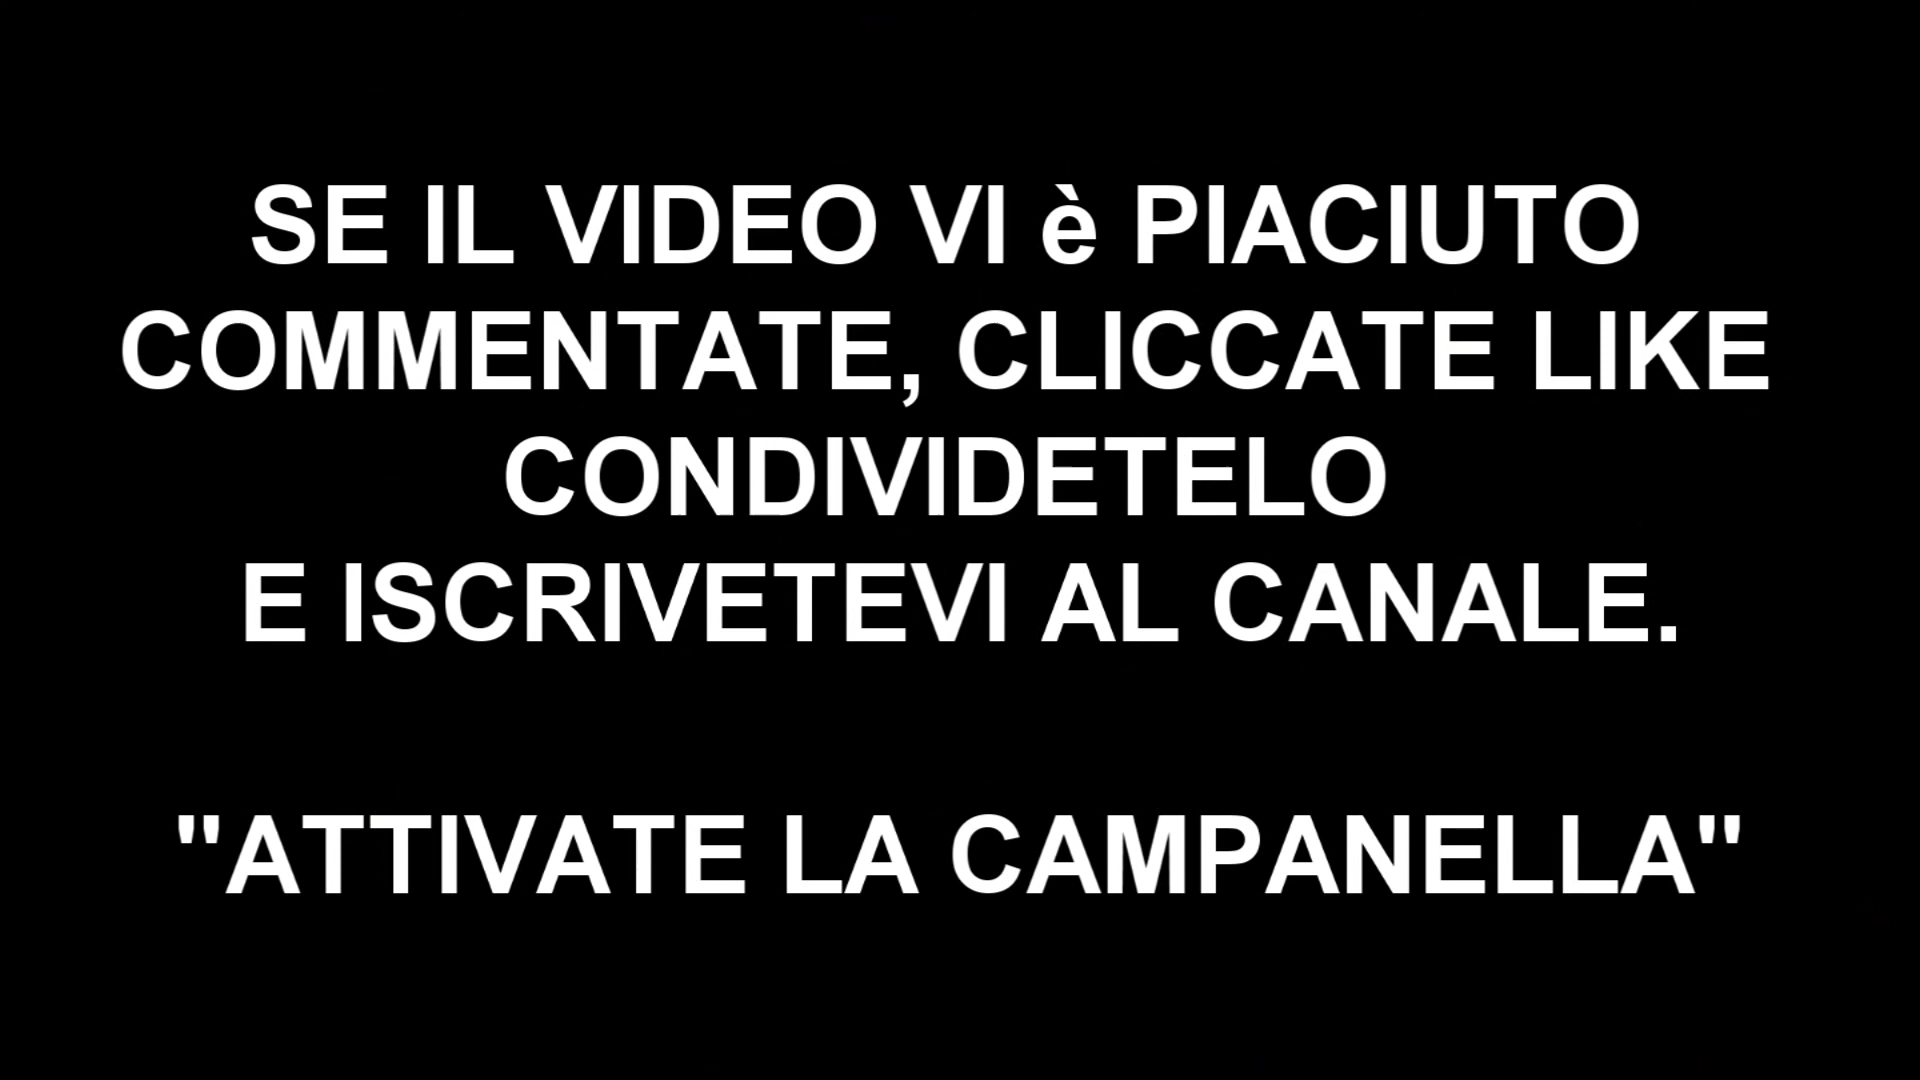 SE IL VIDEO VI è PIACIUTO
COMMENTATE, CLICCATE LIKE
CONDIVIDETELO
E ISCRIVETEVI AL CANALE.
"ATTIVATE LA CAMPANELLA"